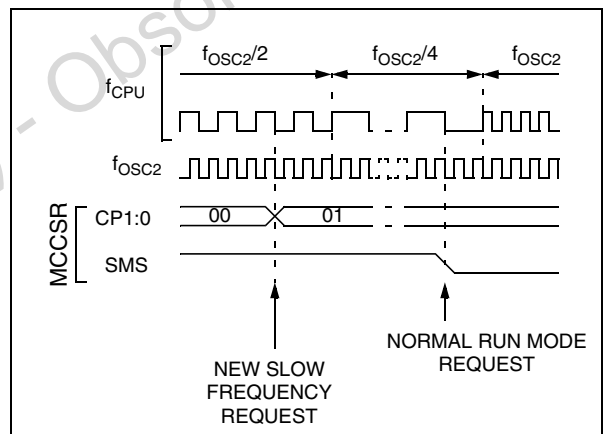 - Obso
fOSC2/2 fOSC2/4 fOSC2
fCPU
fOSC2
MCCSR
CP1:0 00 01
SMS
NEW SLOW
FREQUENCY
REQUEST
NORMAL RUN MODE
REQUEST